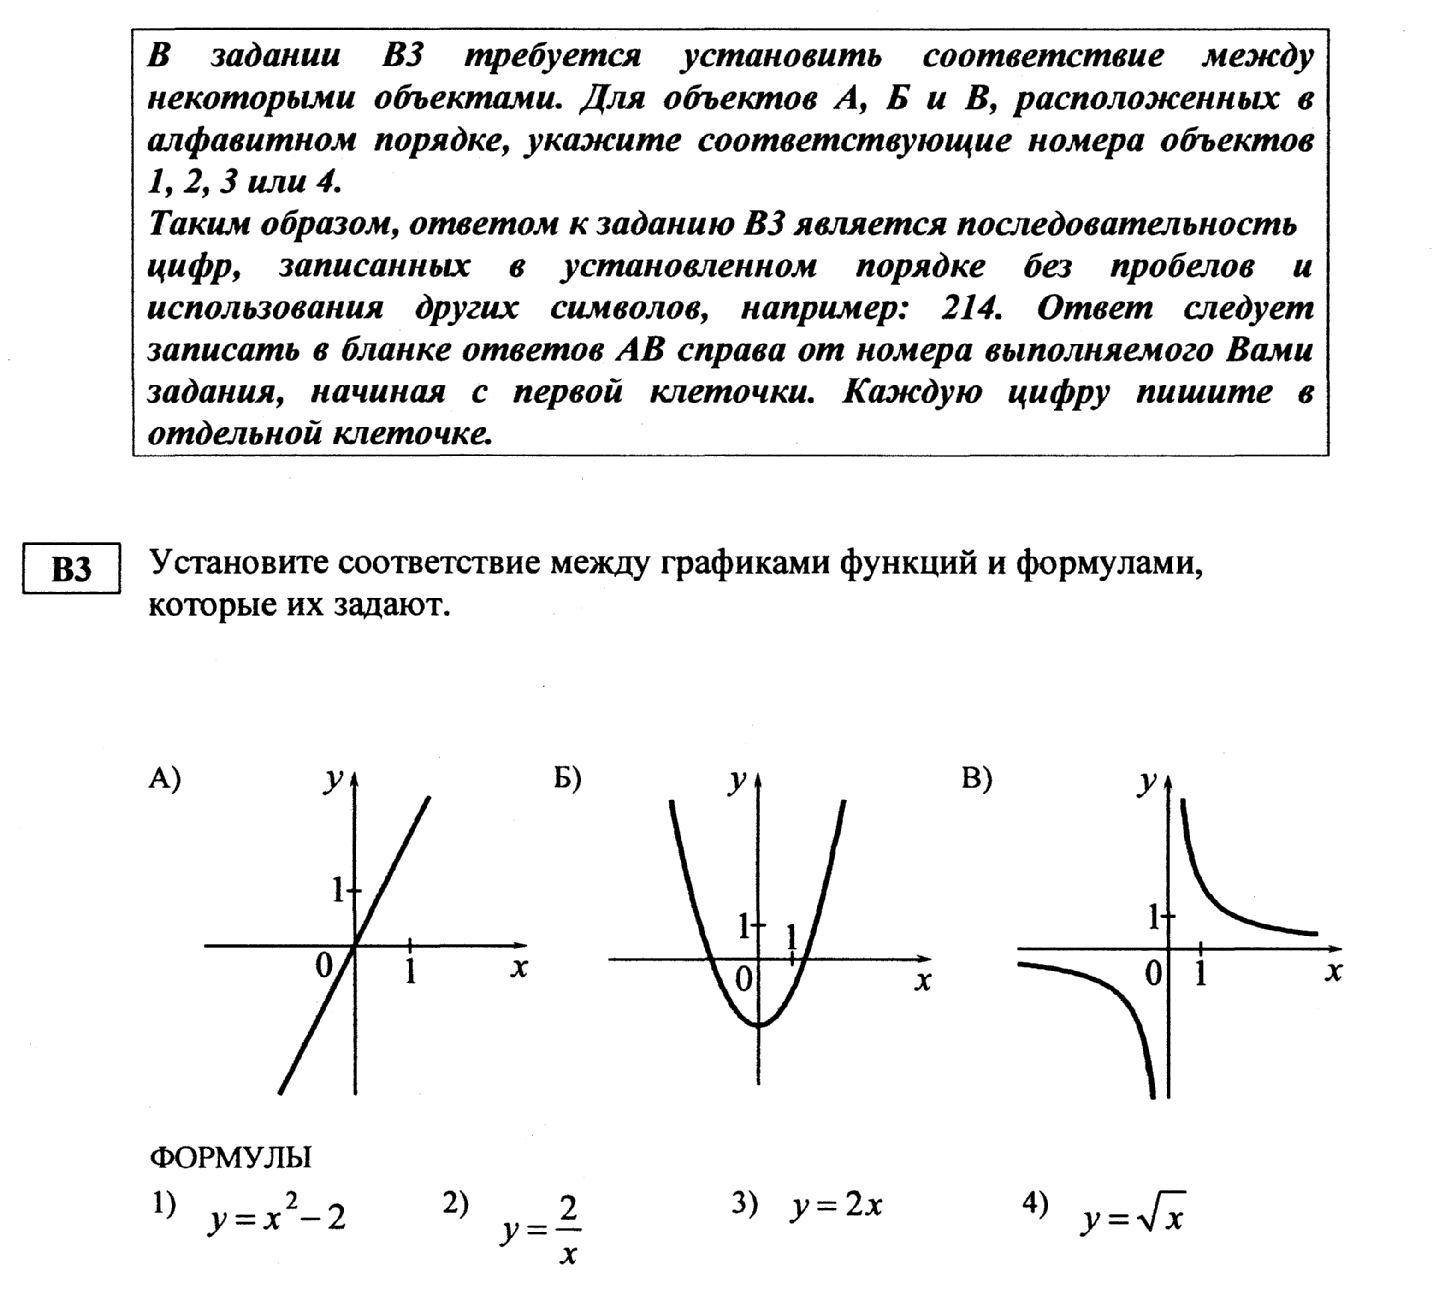 В задании В3 требуется установить соответствие между
некоторыми объектами. Для объектов А, Б и В, расположенных в
алфавитном порядке, укажите соответствующие номера объектов
1, 2, 3 или 4.
Таким образом, ответом к заданию В3 является последовательность
цифр, записанных в установленном порядке без пробелов и
использования других символов, например: 214. Ответ следует
записать в бланке ответов АВ справа от номера выполняемого Вами
задания, начиная с первой клеточки. Каждую цифру пишите в
отдельной клеточке.
В3 Установите соответствие между графиками функций и формулами,
которые их задают.
А) y 1 0 1 x
Б) y 1 1 0 x
В) y 1 0 1 x
ФОРМУЛЫ
1) y = x² – 2 2) y = 2/x 3) y = 2x 4) y = √x